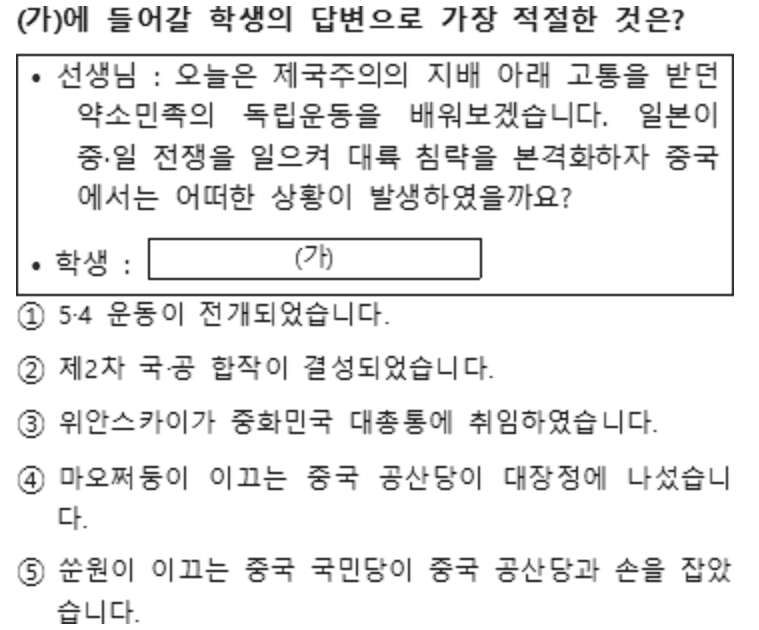 (가)에 들어갈 학생의 답변으로 가장 적절한 것은?
• 선생님 : 오늘은 제국주의의 지배 아래 고통을 받던
약소민족의 독립운동을 배워보겠습니다. 일본이
중·일 전쟁을 일으켜 대륙 침략을 본격화하자 중국
에서는 어떠한 상황이 발생하였을까요?
• 학생 : (가)
① 5·4 운동이 전개되었습니다.
② 제2차 국·공 합작이 결성되었습니다.
③ 위안스카이가 중화민국 대총통에 취임하였습니다.
④ 마오쩌둥이 이끄는 중국 공산당이 대장정에 나섰습니
다.
⑤ 쑨원이 이끄는 중국 국민당이 중국 공산당과 손을 잡았
습니다.